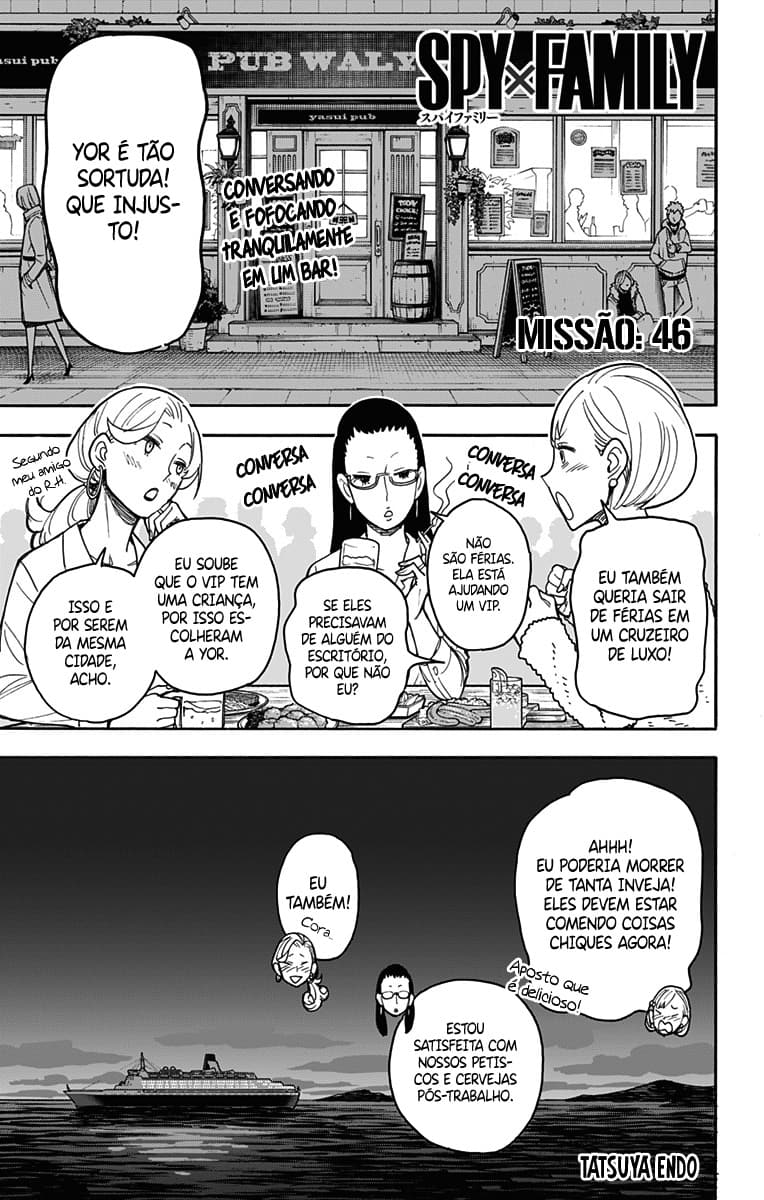 yasui pub
PUB WALY
SPY×FAMILY
スパイファミリー
yasui pub
YOR É TÃO
SORTUDA!
QUE INJUS-
TO!
CONVERSANDO
E FOFOCANDO
TRANQUILAMENTE
EM UM BAR!
MISSÃO: 46
EU TAMBÉM
QUERIA SAIR
DE FÉRIAS EM
UM CRUZEIRO
DE LUXO!
CONVERSA
CONVERSA
NÃO
SÃO FÉRIAS.
ELA ESTÁ
AJUDANDO
UM VIP.
SE ELES
PRECISAVAM
DE ALGUÉM DO
ESCRITÓRIO,
POR QUE NÃO
EU?
CONVERSA
CONVERSA
EU SOUBE
QUE O VIP TEM
UMA CRIANÇA,
POR ISSO ES-
COLHERAM
A YOR.
Segundo
meu amigo
do R.H.
ISSO E
POR SEREM
DA MESMA
CIDADE,
ACHO.
AHHH!
EU PODERIA MORRER
DE TANTA INVEJA!
ELES DEVEM ESTAR
COMENDO COISAS
CHIQUES AGORA!
Aposto que
é delicioso!
EU
TAMBÉM!
Cora...
ESTOU
SATISFEITA COM
NOSSOS PETIS-
COS E CERVEJAS
PÓS-TRABALHO.
TATSUYA ENDO